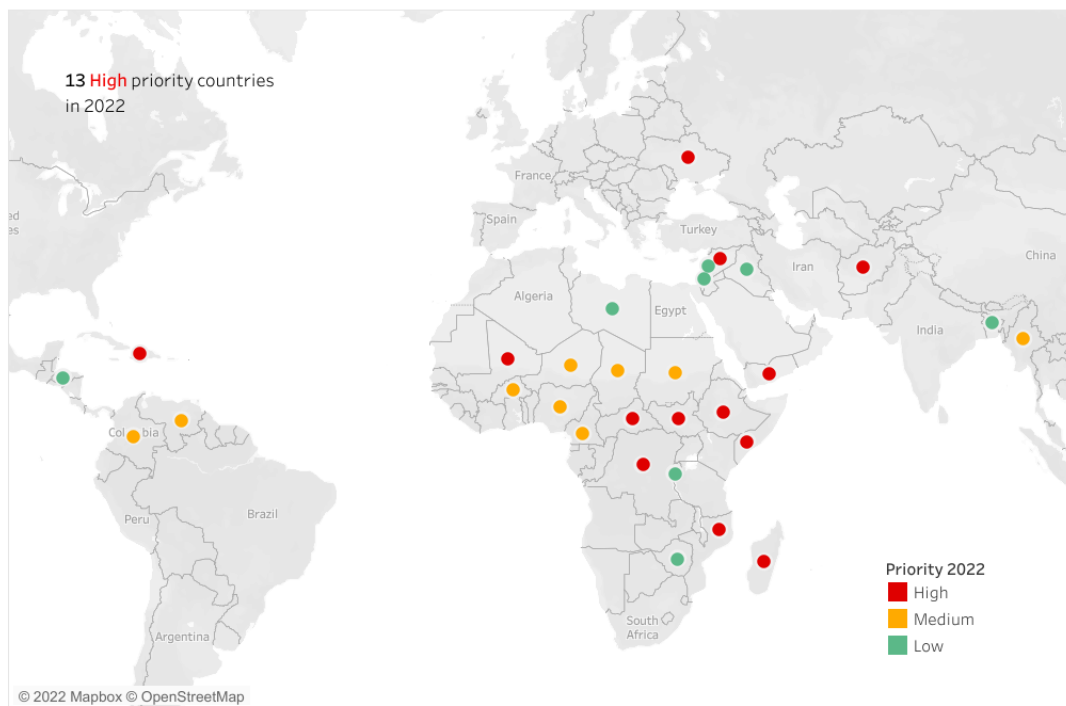 13 High priority countries
in 2022
France
Spain
Turkey
Iran
China
Algeria
Egypt
India
Colombia
Peru
Brazil
South
Africa
Argentina
Priority 2022
High
Medium
Low
© 2022 Mapbox © OpenStreetMap